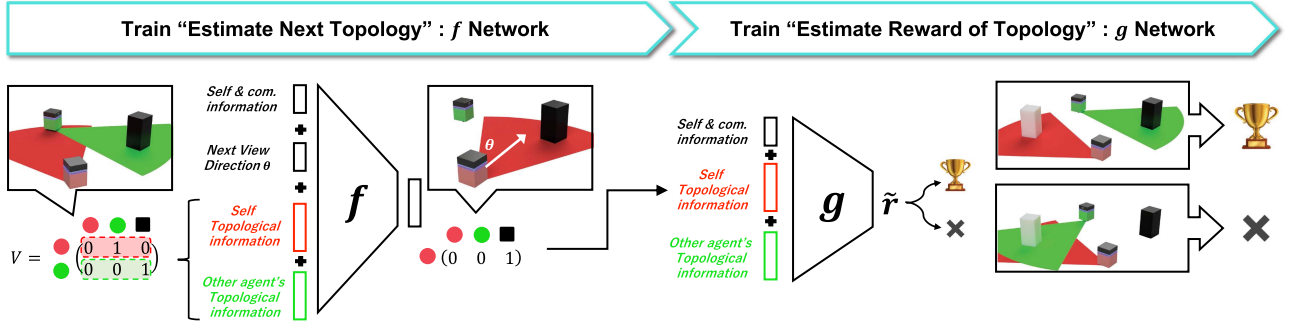 Train “Estimate Next Topology” : f Network
Train “Estimate Reward of Topology” : g Network
Self & com.
information
+
Next View
Direction θ
+
Self
Topological
information
+
Other agent's
Topological
information
V = (0 1 0
0 0 1)
f
θ
(0 0 1)
Self & com.
information
+
Self
Topological
information
+
Other agent's
Topological
information
g
r̃